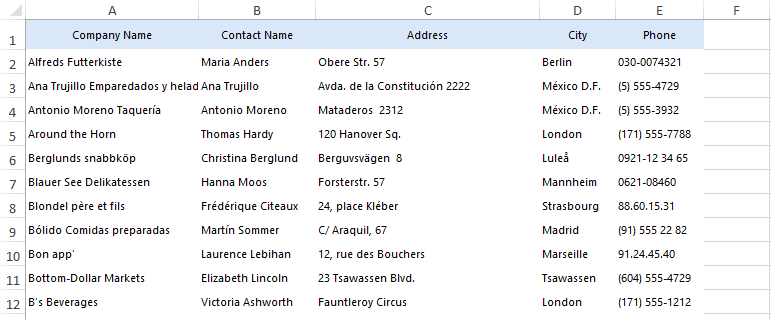 A B C D E F
1 Company Name Contact Name Address City Phone
2 Alfreds Futterkiste Maria Anders Obere Str. 57 Berlin 030-0074321
3 Ana Trujillo Emparedados y helad Ana Trujillo Avda. de la Constitución 2222 México D.F. (5) 555-4729
4 Antonio Moreno Taquería Antonio Moreno Mataderos  2312 México D.F. (5) 555-3932
5 Around the Horn Thomas Hardy 120 Hanover Sq. London (171) 555-7788
6 Berglunds snabbköp Christina Berglund Berguvsvägen  8 Luleå 0921-12 34 65
7 Blauer See Delikatessen Hanna Moos Forsterstr. 57 Mannheim 0621-08460
8 Blondel père et fils Frédérique Citeaux 24, place Kléber Strasbourg 88.60.15.31
9 Bólido Comidas preparadas Martín Sommer C/ Araquil, 67 Madrid (91) 555 22 82
10 Bon app' Laurence Lebihan 12, rue des Bouchers Marseille 91.24.45.40
11 Bottom-Dollar Markets Elizabeth Lincoln 23 Tsawassen Blvd. Tsawassen (604) 555-4729
12 B's Beverages Victoria Ashworth Fauntleroy Circus London (171) 555-1212